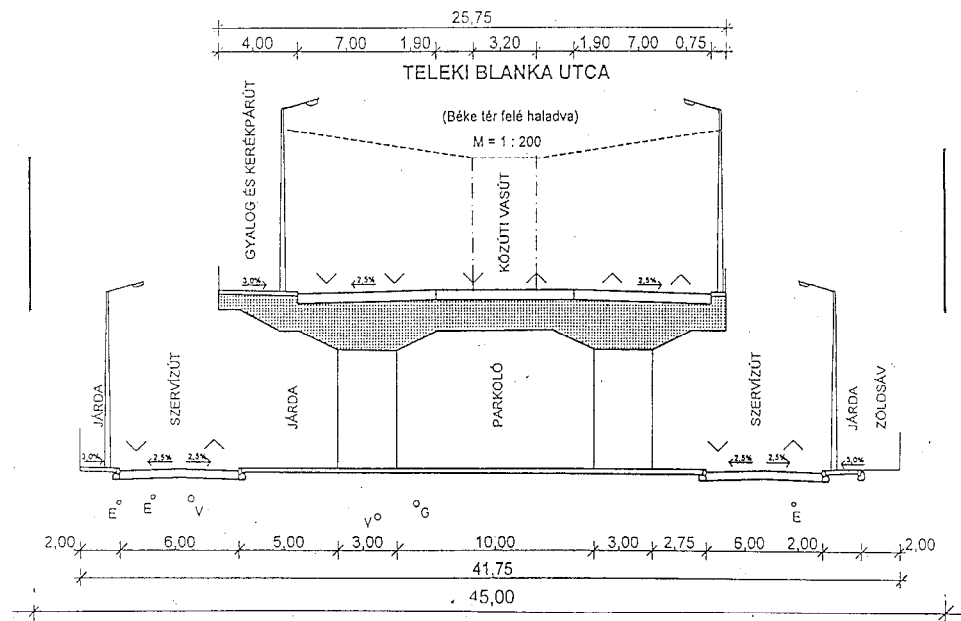 25,75
4,00 7,00 1,90 3,20 1,90 7,00 0,75
TELEKI BLANKA UTCA
(Béke tér felé haladva)
M = 1 : 200
GYALOG ÉS KERÉKPÁRÚT
KÖZÚTI VASÚT
3,0% 2,5% 2,5%
JÁRDA
SZERVÍZÚT
JÁRDA
PARKOLÓ
SZERVÍZÚT
JÁRDA
ZÖLDSÁV
3,0% 2,5% 2,5% 2,5% 2,5% 3,0%
E E V V G E
2,00 6,00 5,00 3,00 10,00 3,00 2,75 6,00 2,00 2,00
41,75
45,00